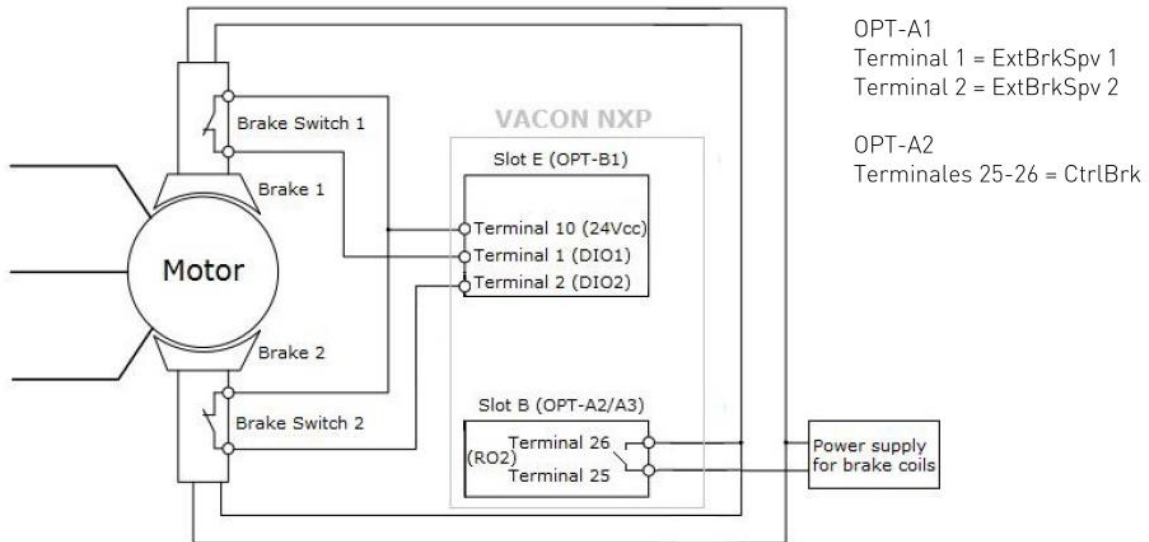 OPT-A1
Terminal 1 = ExtBrkSpv 1
Terminal 2 = ExtBrkSpv 2
OPT-A2
Terminales 25-26 = CtrlBrk
VACON NXP
Slot E (OPT-B1)
Brake Switch 1
Brake 1
Terminal 10 (24Vcc)
Terminal 1 (DIO1)
Terminal 2 (DIO2)
Motor
Brake 2
Brake Switch 2
Slot B (OPT-A2/A3)
Terminal 26
(RO2)
Terminal 25
Power supply
for brake coils